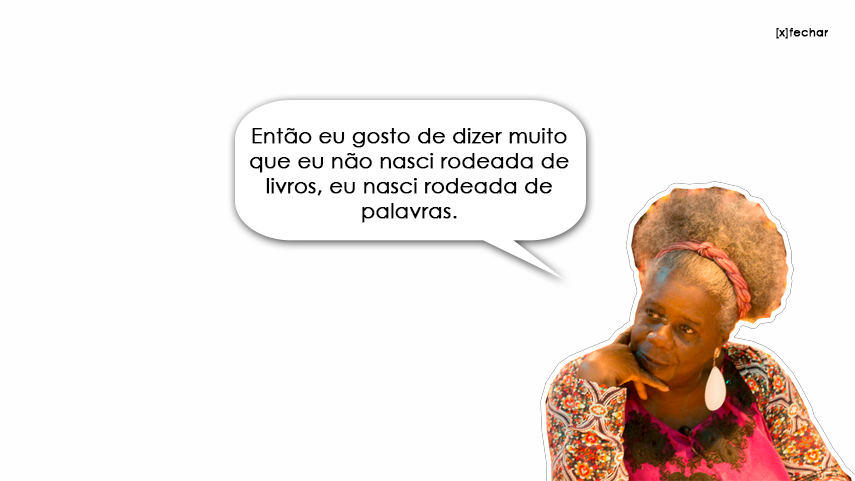 [x]fechar
Então eu gosto de dizer muito
que eu não nasci rodeada de
livros, eu nasci rodeada de
palavras.